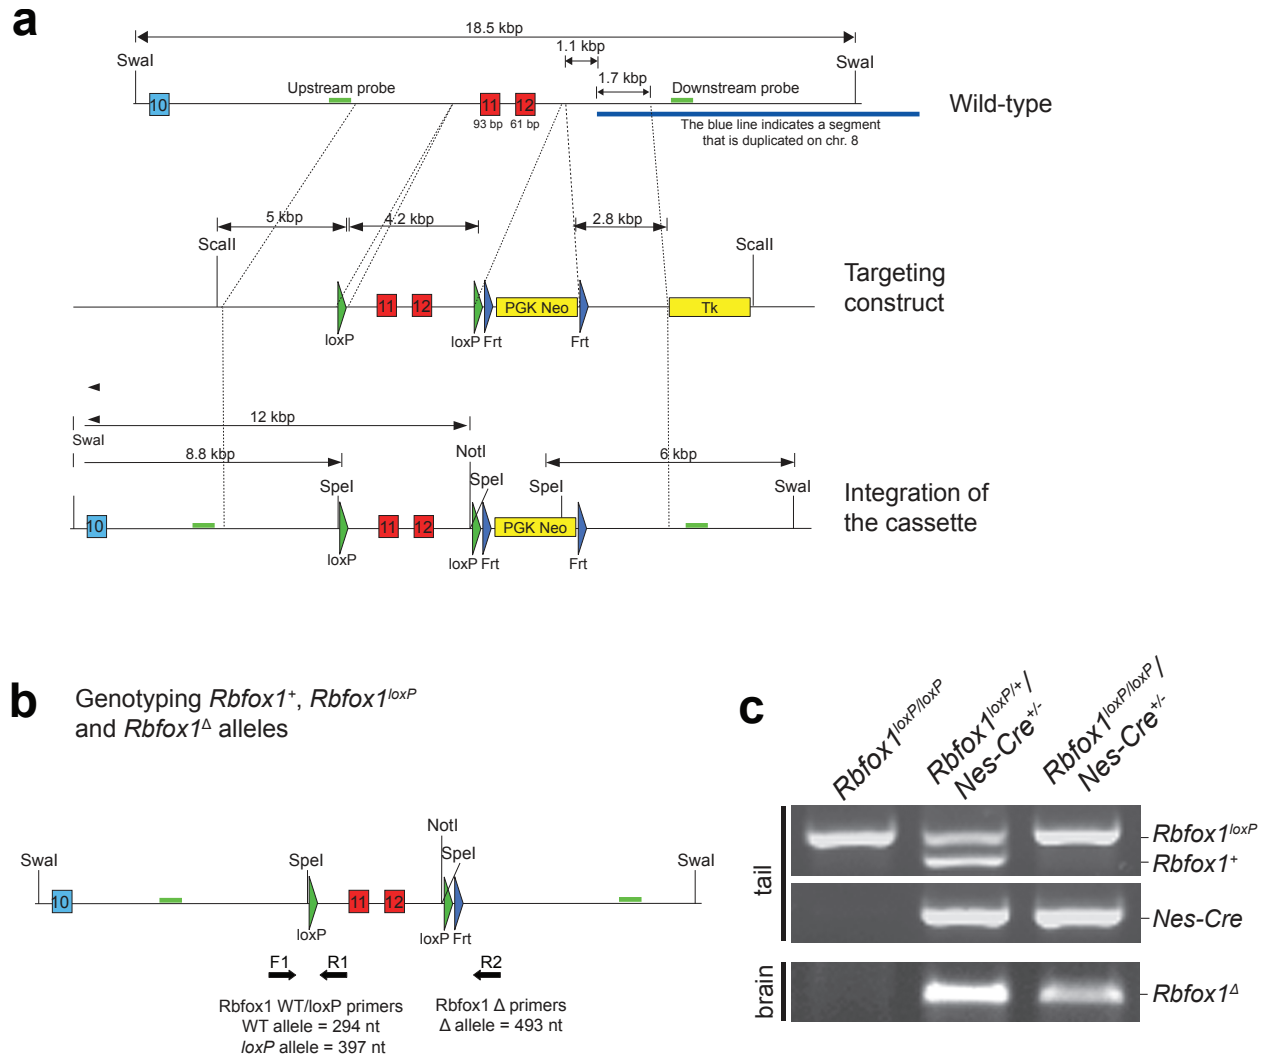 a
18.5 kbp
1.1 kbp
SwaI
SwaI
1.7 kbp
Upstream probe
Downstream probe
10
11
12
Wild-type
93 bp
61 bp
The blue line indicates a segment
that is duplicated on chr. 8
5 kbp
4.2 kbp
2.8 kbp
ScaII
ScaII
Targeting
construct
11
12
PGK Neo
Tk
loxP
loxP Frt
Frt
12 kbp
SwaI
8.8 kbp
NotI
6 kbp
SpeI
SpeI
SpeI
SwaI
Integration of
the cassette
10
11
12
PGK Neo
loxP
loxP Frt
Frt
b
Genotyping Rbfox1⁺, Rbfox1ˡᵒˣᴾ
and Rbfox1Δ alleles
NotI
SwaI
SpeI
SpeI
SwaI
10
11
12
loxP
loxP Frt
F1
R1
R2
Rbfox1 WT/loxP primers
WT allele = 294 nt
loxP allele = 397 nt
Rbfox1 Δ primers
Δ allele = 493 nt
c
Rbfox1loxP/loxP
Rbfox1loxP/+/
Nes-Cre+/-
Rbfox1loxP/loxP/
Nes-Cre+/-
tail
Rbfox1loxP
Rbfox1+
Nes-Cre
brain
Rbfox1Δ